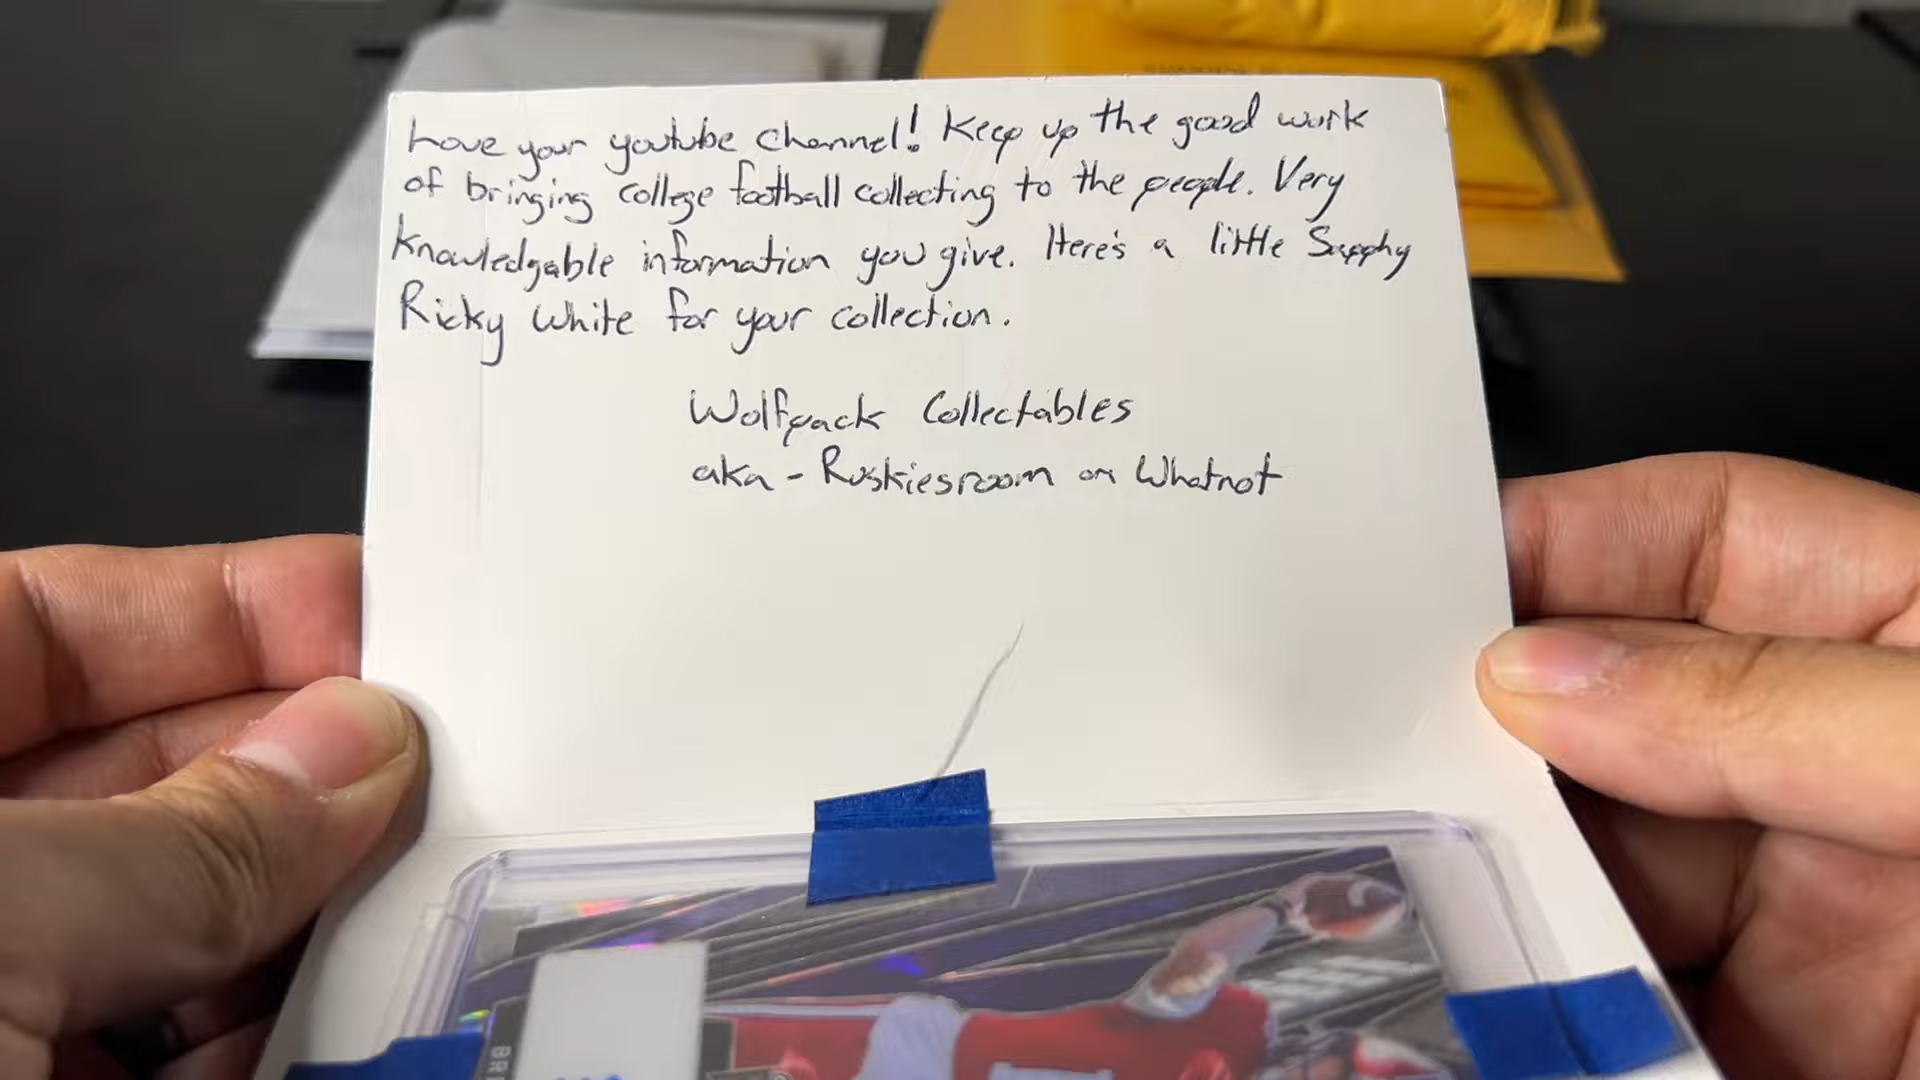 Love your youtube channel! Keep up the good work
of bringing college football collecting to the people. Very
knowledgable information you give. Here's a little Sapphy
Ricky White for your collection.
Wolfpack Collectables
aka - Ruskiesroom on Whatnot